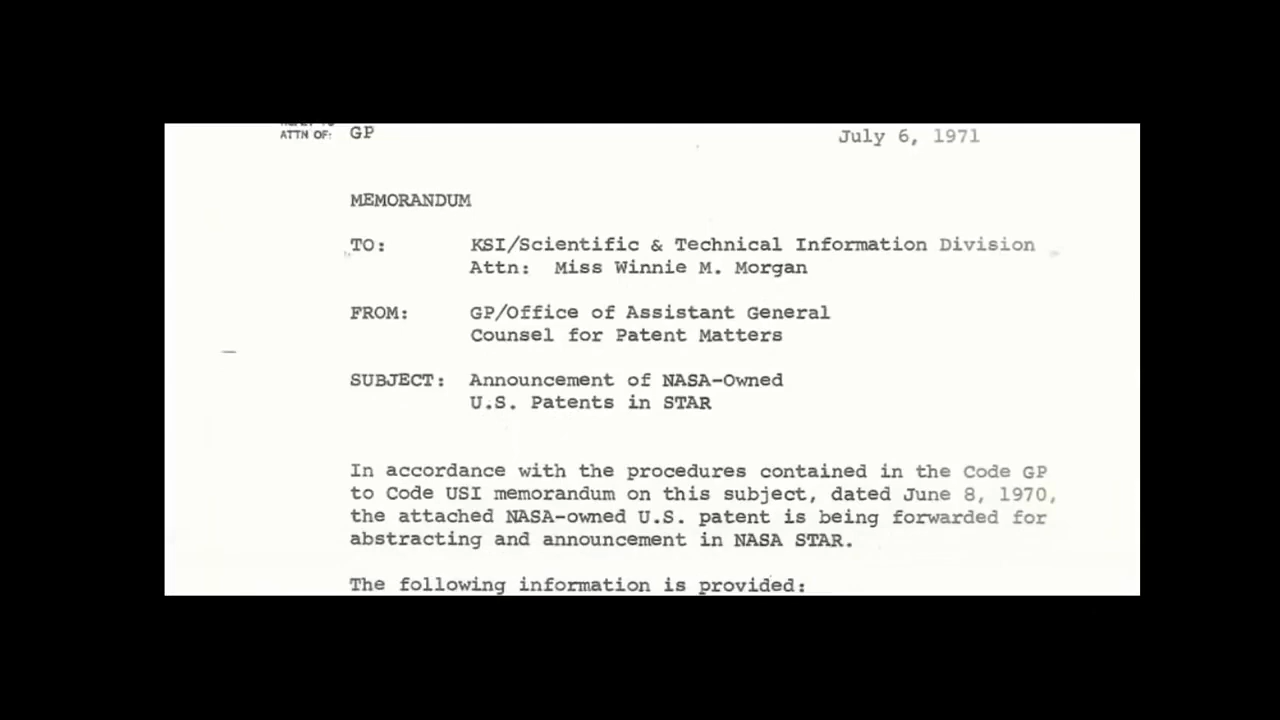 ATTN OF: GP
July 6, 1971
MEMORANDUM
TO: KSI/Scientific & Technical Information Division
Attn: Miss Winnie M. Morgan
FROM: GP/Office of Assistant General
Counsel for Patent Matters
SUBJECT: Announcement of NASA-Owned
U.S. Patents in STAR
In accordance with the procedures contained in the Code GP
to Code USI memorandum on this subject, dated June 8, 1970,
the attached NASA-owned U.S. patent is being forwarded for
abstracting and announcement in NASA STAR.
The following information is provided: